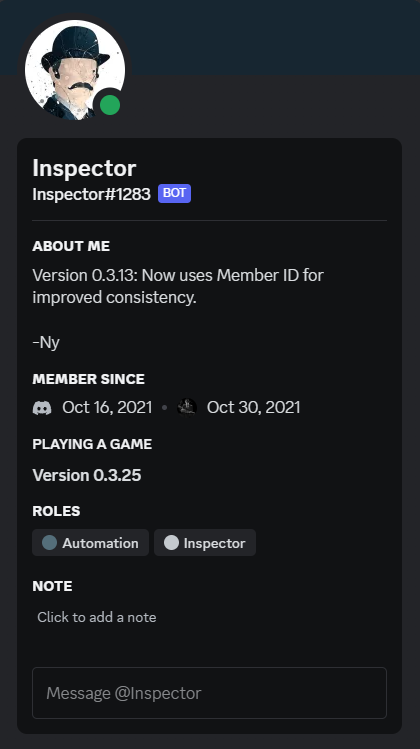 Inspector
Inspector#1283 BOT
ABOUT ME
Version 0.3.13: Now uses Member ID for
improved consistency.
-Ny
MEMBER SINCE
Oct 16, 2021 • Oct 30, 2021
PLAYING A GAME
Version 0.3.25
ROLES
Automation Inspector
NOTE
Click to add a note
Message @Inspector